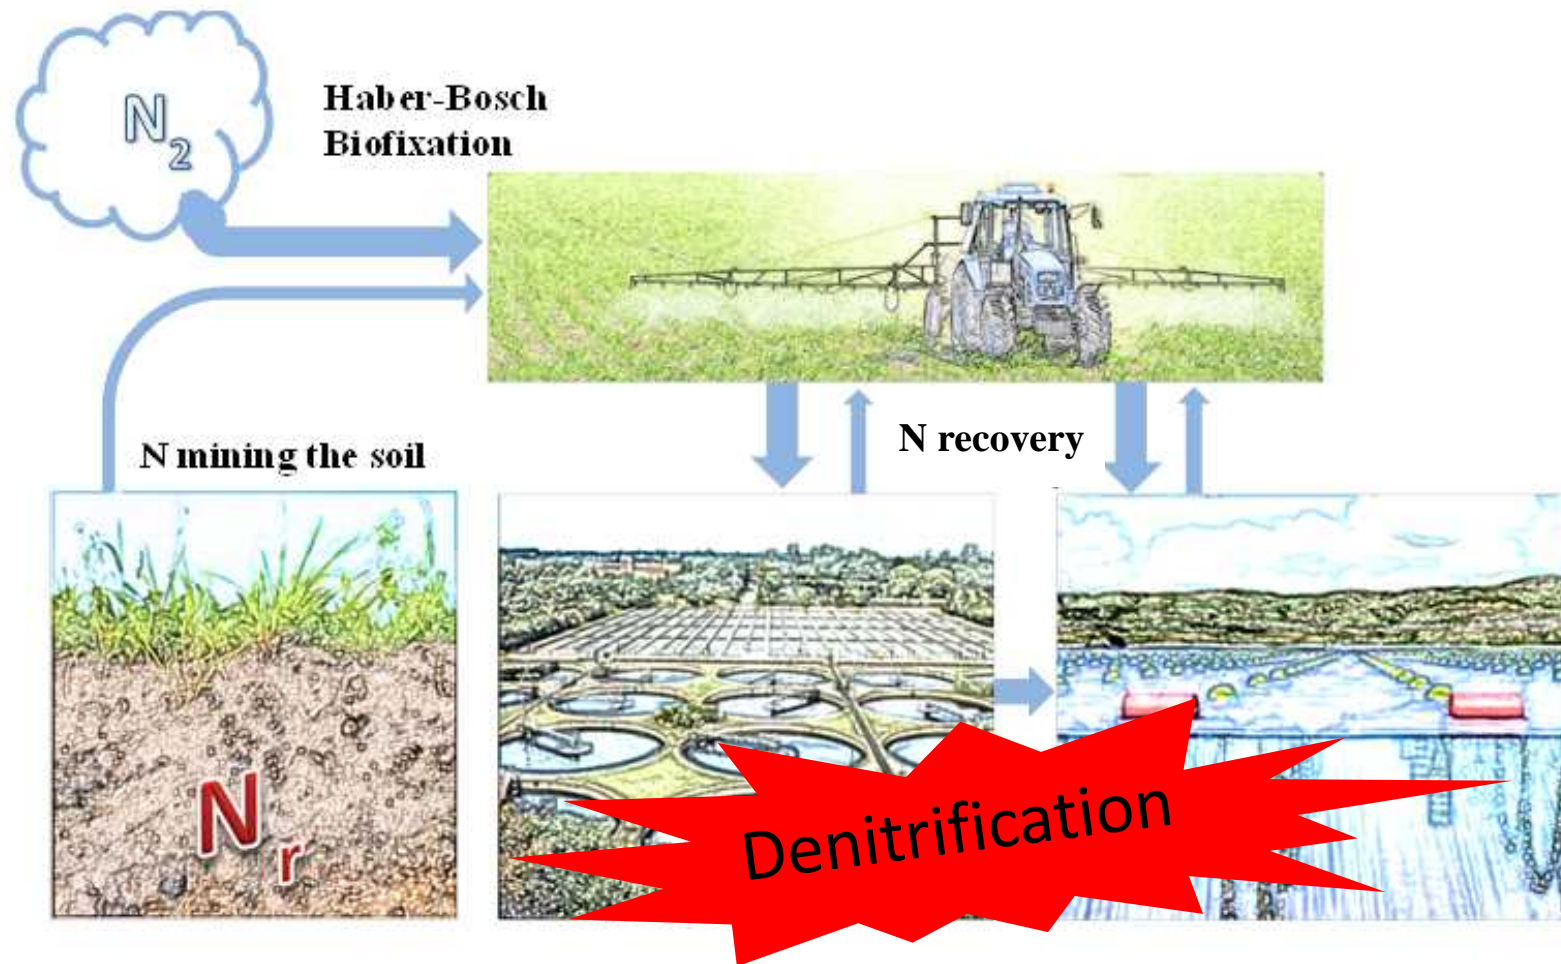 N2
Haber-Bosch
Biofixation
N mining the soil
N recovery
Nr
Denitrification